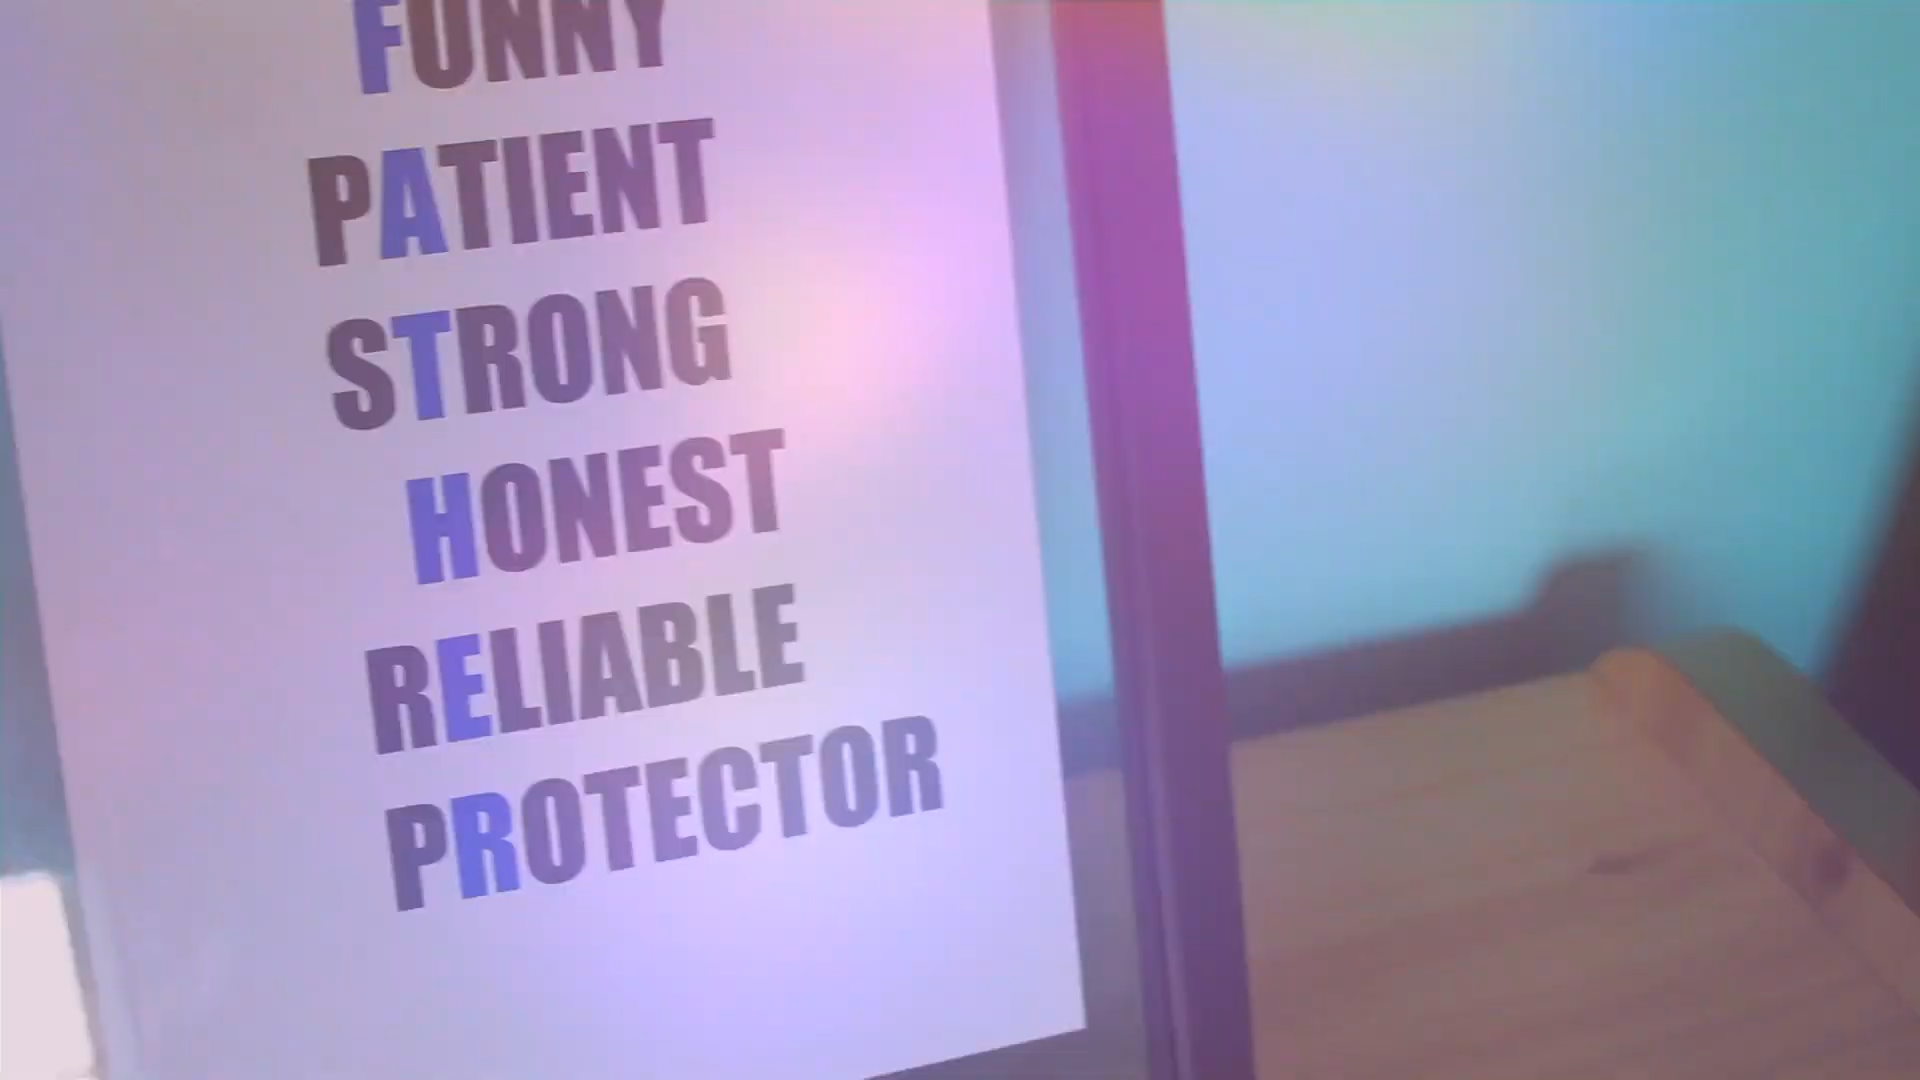 FUNNY
PATIENT
STRONG
HONEST
RELIABLE
PROTECTOR